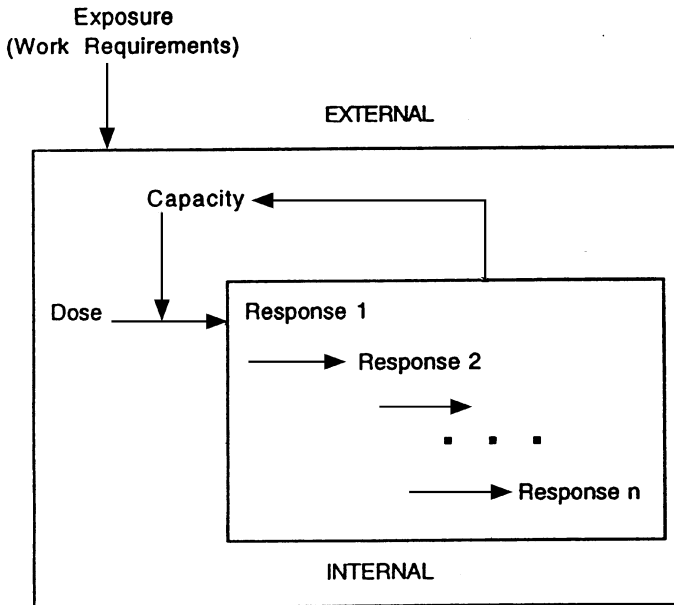 Exposure
(Work Requirements)
EXTERNAL
Capacity
Dose
Response 1
Response 2
Response n
INTERNAL